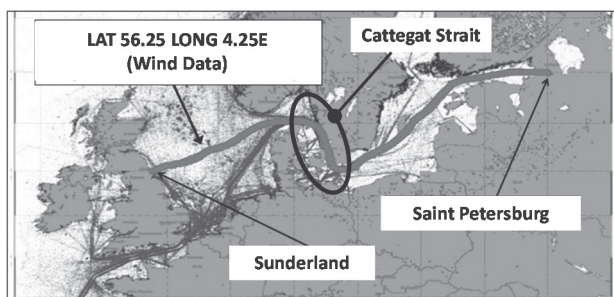 LAT 56.25 LONG 4.25E
(Wind Data)
Cattegat Strait
Saint Petersburg
Sunderland